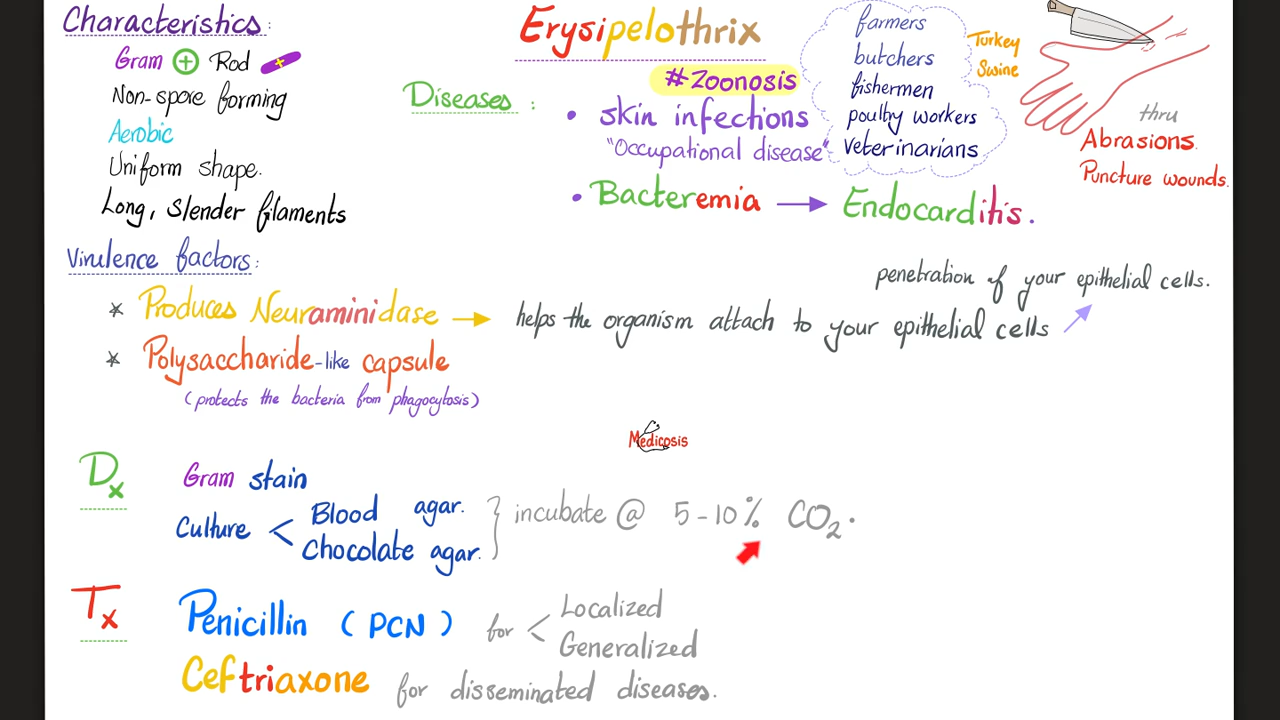 Characteristics:
Gram + Rod
Non-spore forming
Aerobic
Uniform shape.
Long, Slender filaments
Erysipelothrix
#Zoonosis
Diseases:
• skin infections
"Occupational disease"
farmers
butchers
fishermen
poultry workers
veterinarians
Turkey
Swine
thru
Abrasions.
Puncture wounds.
• Bacteremia → Endocarditis.
Virulence factors:
* Produces Neuraminidase → helps the organism attach to your epithelial cells
penetration of your epithelial cells.
* Polysaccharide-like capsule
(protects the bacteria from phagocytosis)
Medicosis
Dx
Gram stain
Culture < Blood agar.
Chocolate agar.
} incubate @ 5-10% CO2.
Tx
Penicillin (PCN) for < Localized
Generalized
Ceftriaxone for disseminated diseases.